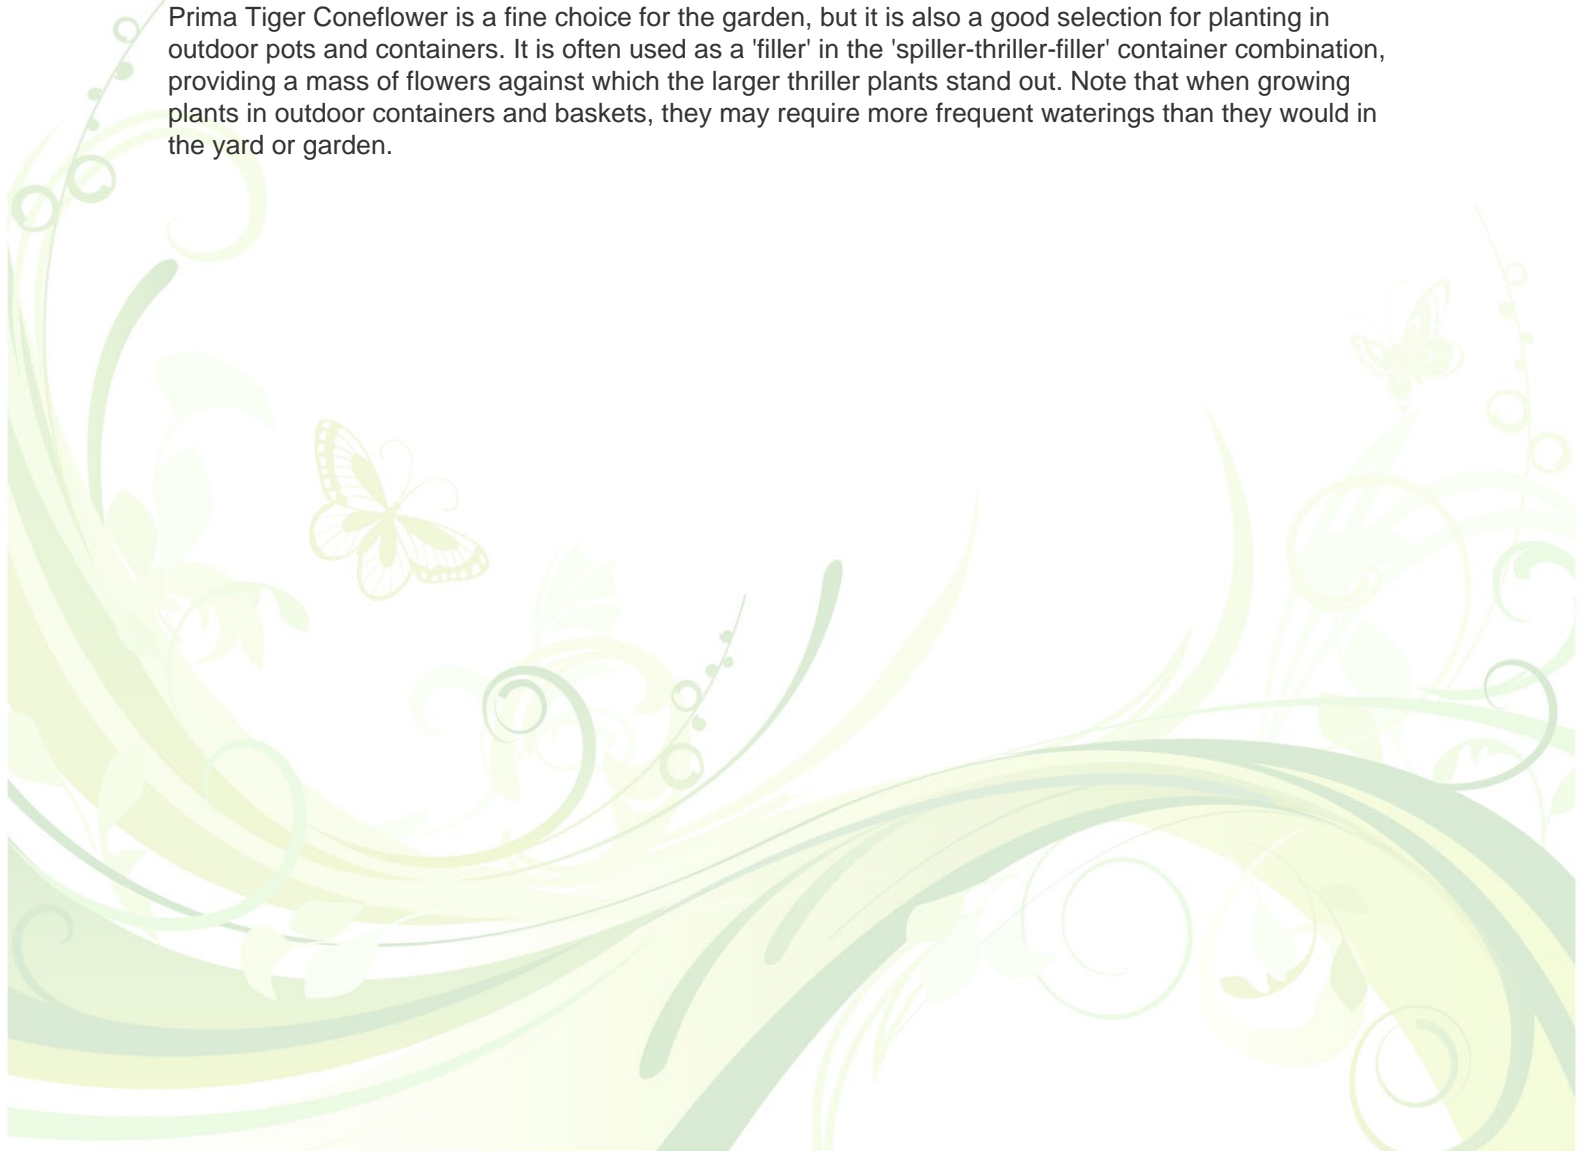 Prima Tiger Coneflower is a fine choice for the garden, but it is also a good selection for planting in
outdoor pots and containers. It is often used as a 'filler' in the 'spiller-thriller-filler' container combination,
providing a mass of flowers against which the larger thriller plants stand out. Note that when growing
plants in outdoor containers and baskets, they may require more frequent waterings than they would in
the yard or garden.